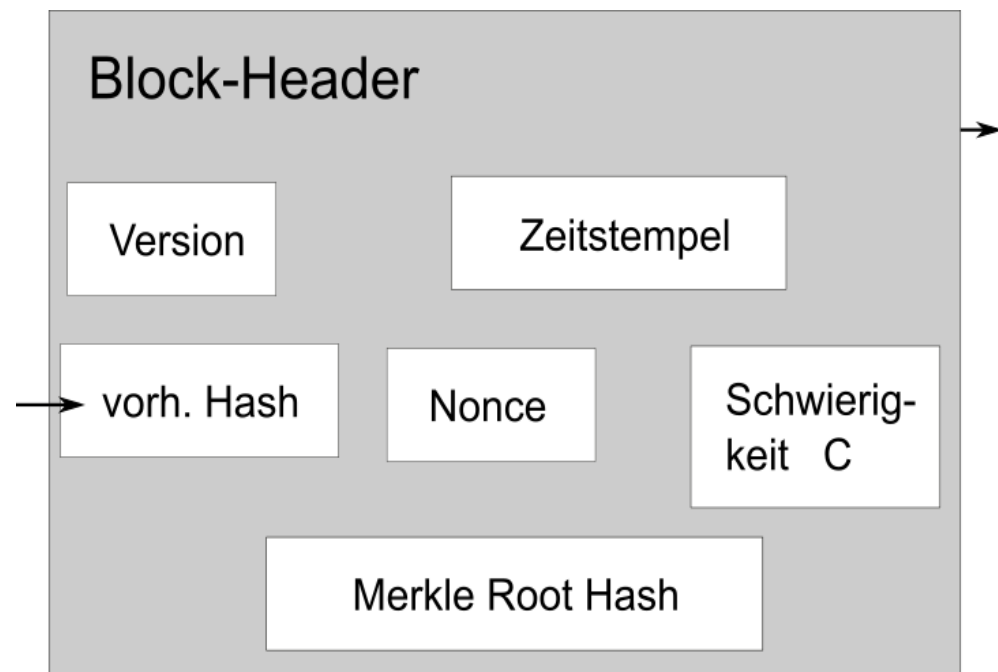 Block-Header
Version
Zeitstempel
vorh. Hash
Nonce
Schwierig-
keit C
Merkle Root Hash